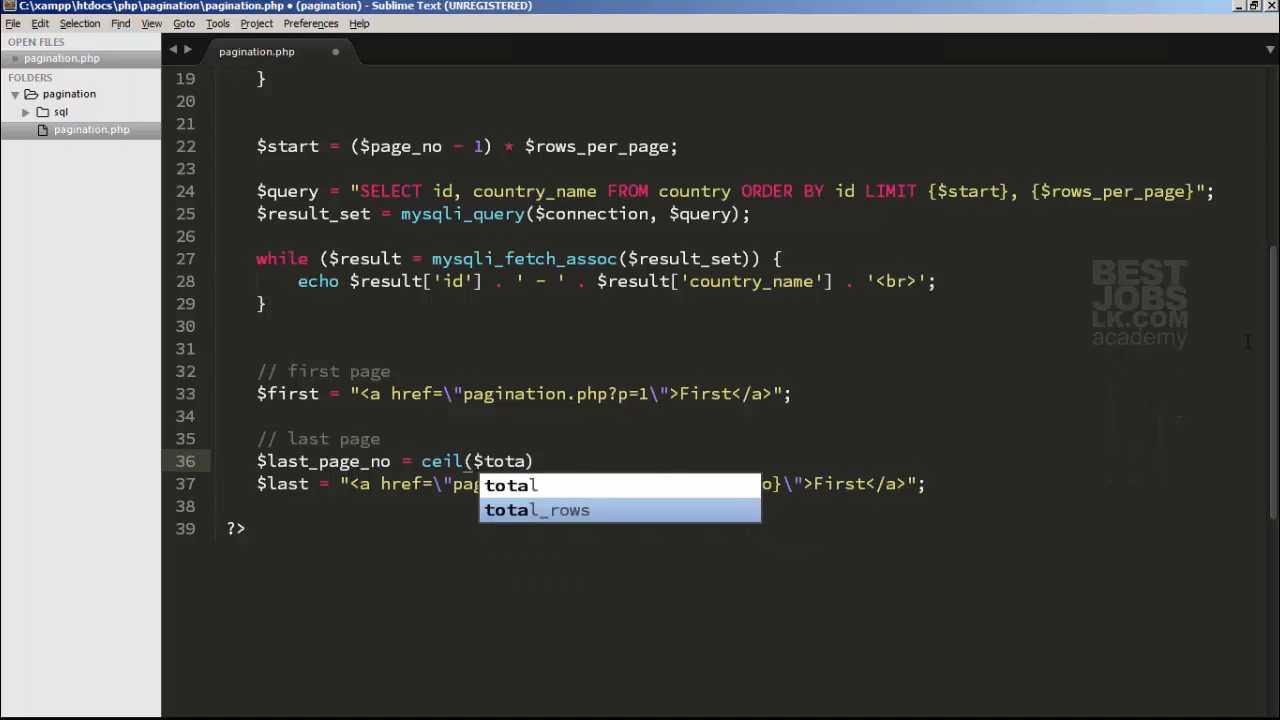 C:\xampp\htdocs\php\pagination\pagination.php • (pagination) - Sublime Text (UNREGISTERED)
File Edit Selection Find View Goto Tools Project Preferences Help
OPEN FILES
pagination.php
FOLDERS
pagination
sql
pagination.php
pagination.php
19 }
20
21
22 $start = ($page_no - 1) * $rows_per_page;
23
24 $query = "SELECT id, country_name FROM country ORDER BY id LIMIT {$start}, {$rows_per_page}";
25 $result_set = mysqli_query($connection, $query);
26
27 while ($result = mysqli_fetch_assoc($result_set)) {
28 echo $result['id'] . ' - ' . $result['country_name'] . '<br>';
29 }
30
31
32 // first page
33 $first = "<a href=\"pagination.php?p=1\">First</a>";
34
35 // last page
36 $last_page_no = ceil($tota)
37 $last = "<a href=\"pag o}\">First</a>";
total
total_rows
38
39 ?>
BEST
JOBS
LK.COM
academy